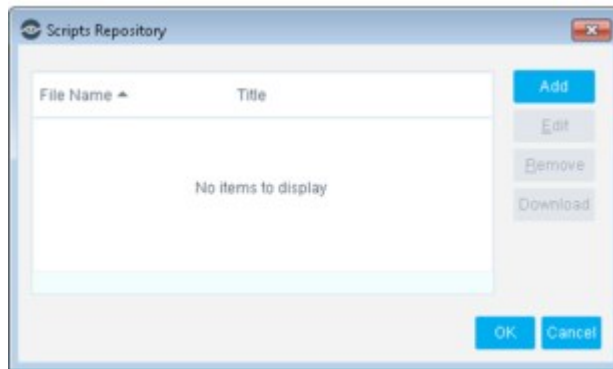 Scripts Repository
File Name Title
Add
Edit
Remove
Download
No items to display
OK Cancel